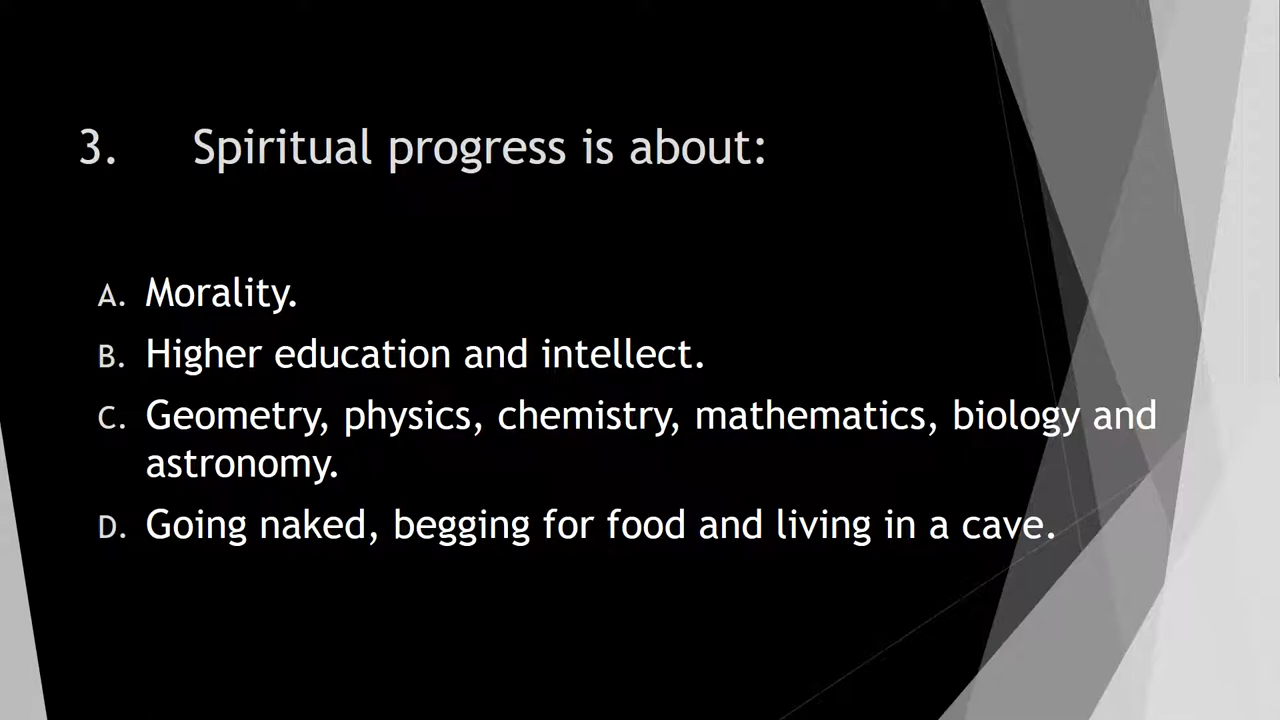 3. Spiritual progress is about:
A. Morality.
B. Higher education and intellect.
C. Geometry, physics, chemistry, mathematics, biology and
astronomy.
D. Going naked, begging for food and living in a cave.